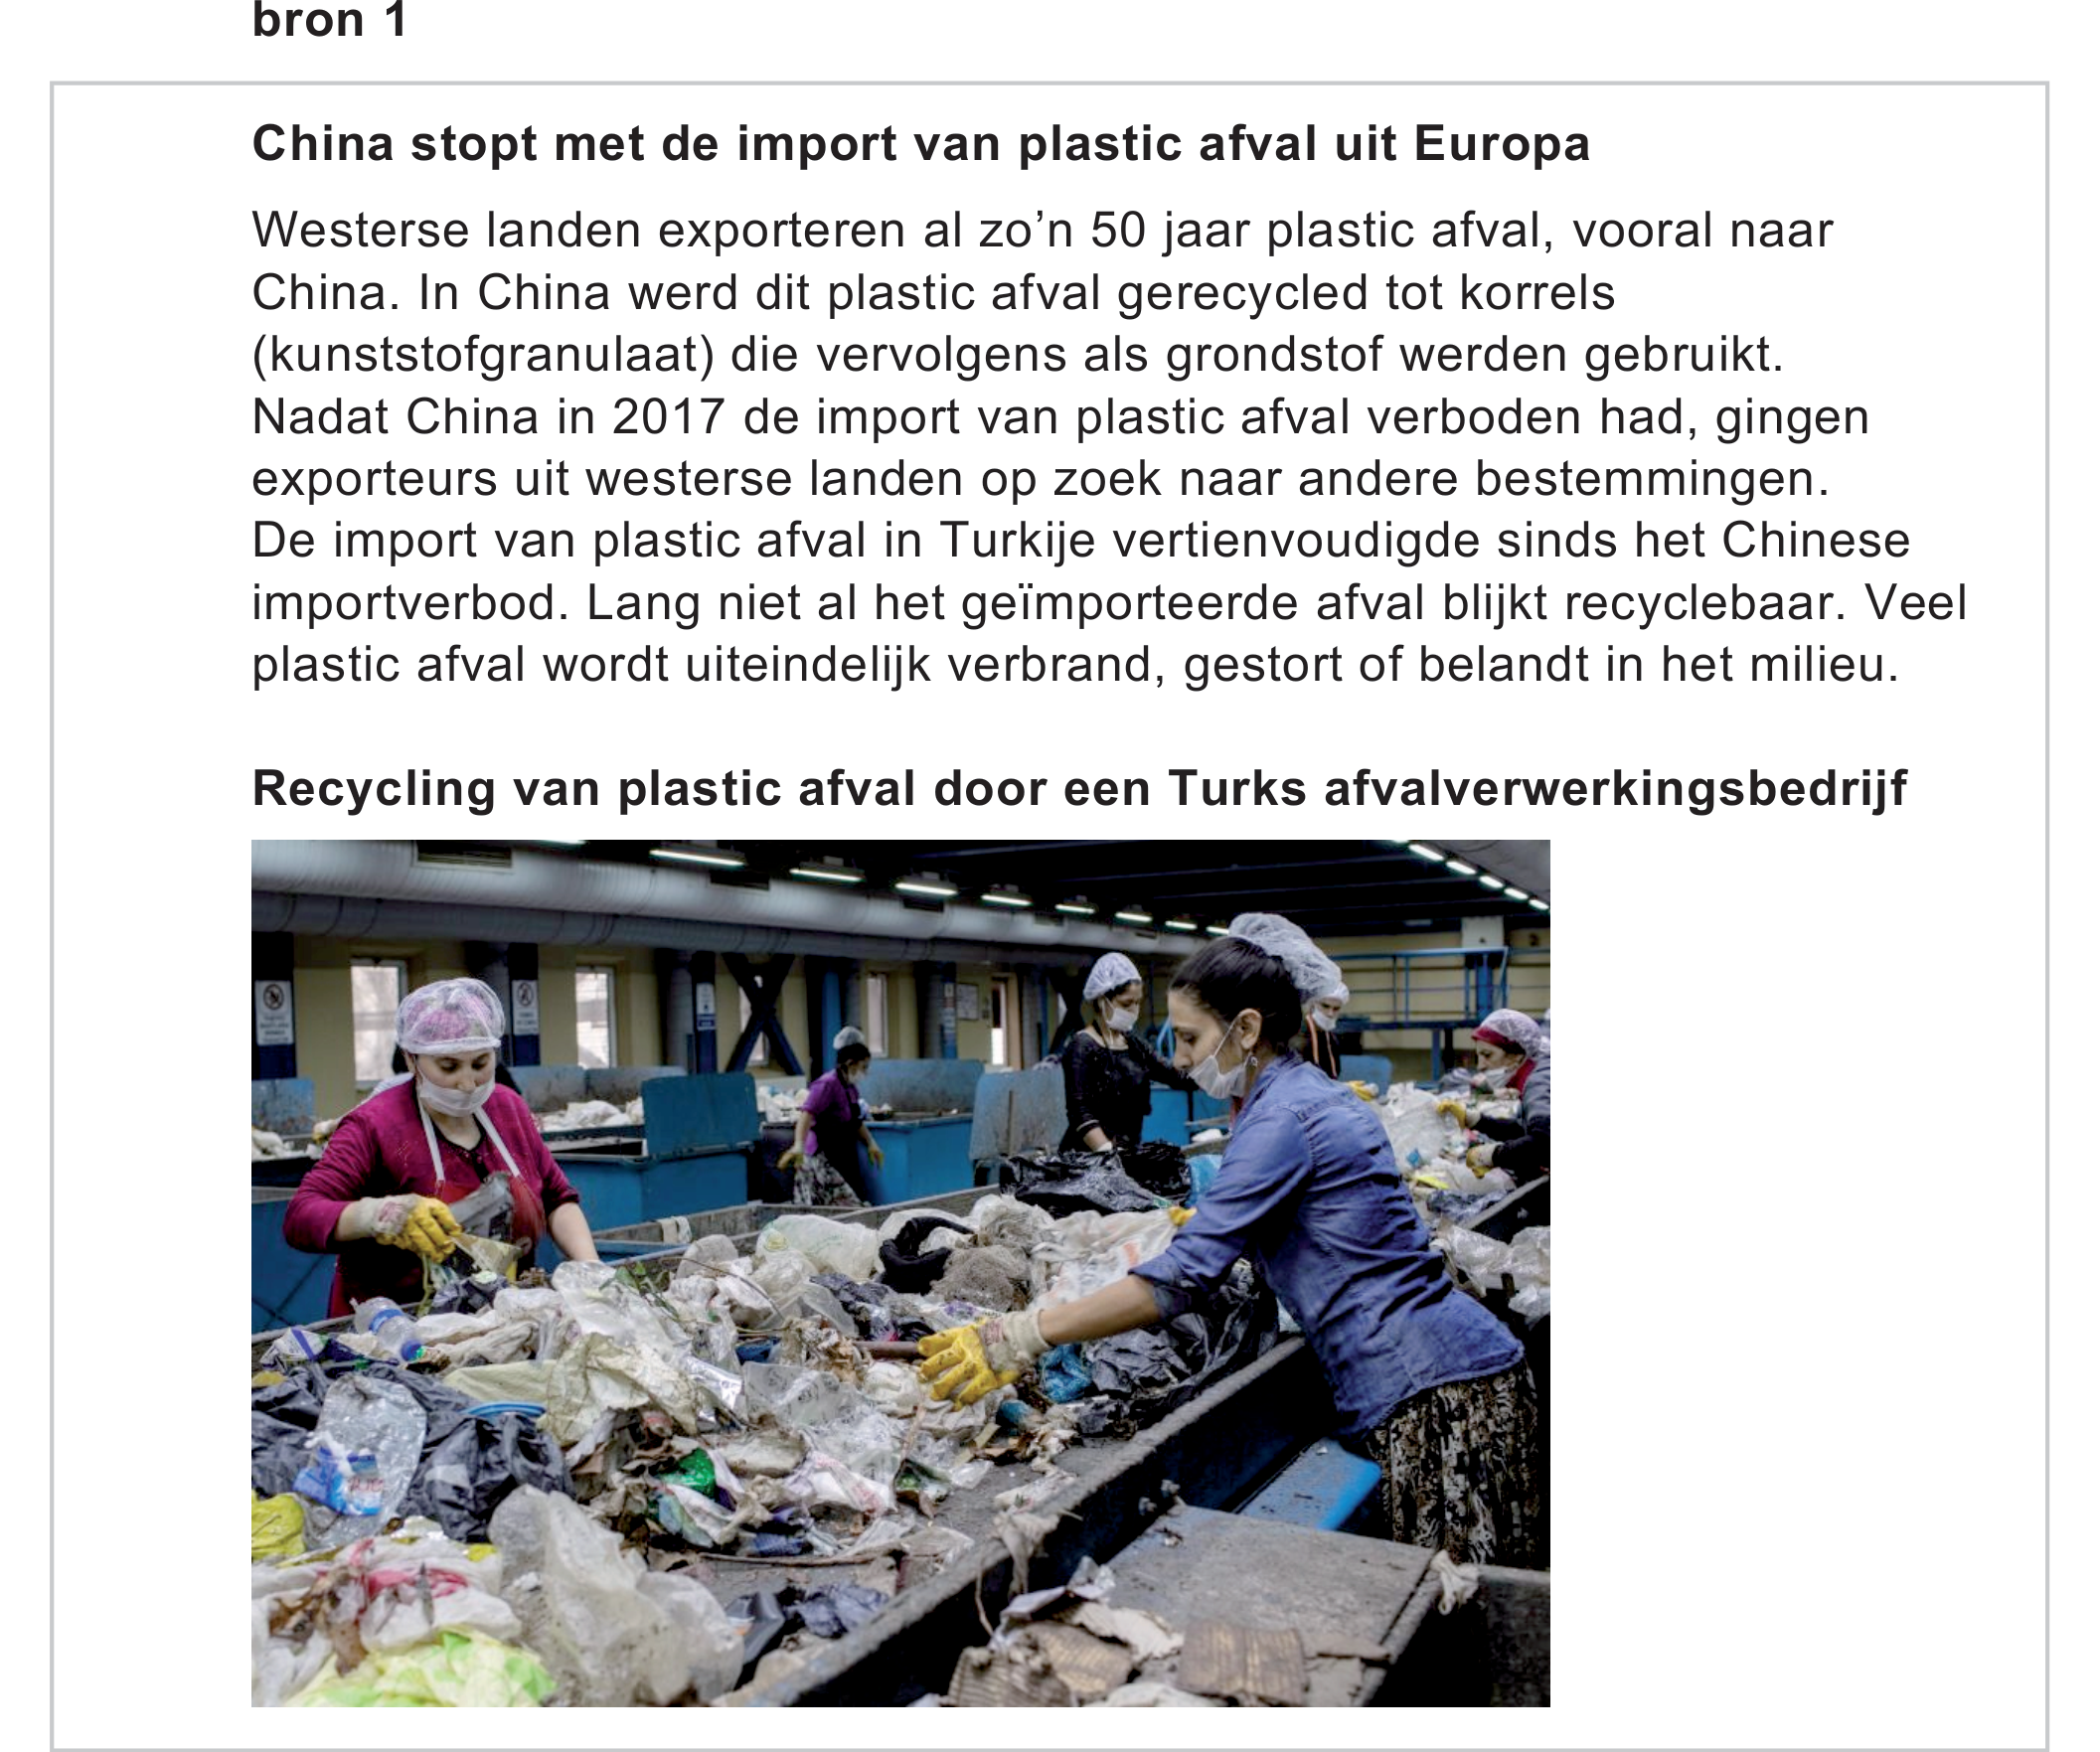 bron 1
China stopt met de import van plastic afval uit Europa
Westerse landen exporteren al zo’n 50 jaar plastic afval, vooral naar
China. In China werd dit plastic afval gerecycled tot korrels
(kunststofgranulaat) die vervolgens als grondstof werden gebruikt.
Nadat China in 2017 de import van plastic afval verboden had, gingen
exporteurs uit westerse landen op zoek naar andere bestemmingen.
De import van plastic afval in Turkije vertienvoudigde sinds het Chinese
importverbod. Lang niet al het geïmporteerde afval blijkt recyclebaar. Veel
plastic afval wordt uiteindelijk verbrand, gestort of belandt in het milieu.
Recycling van plastic afval door een Turks afvalverwerkingsbedrijf